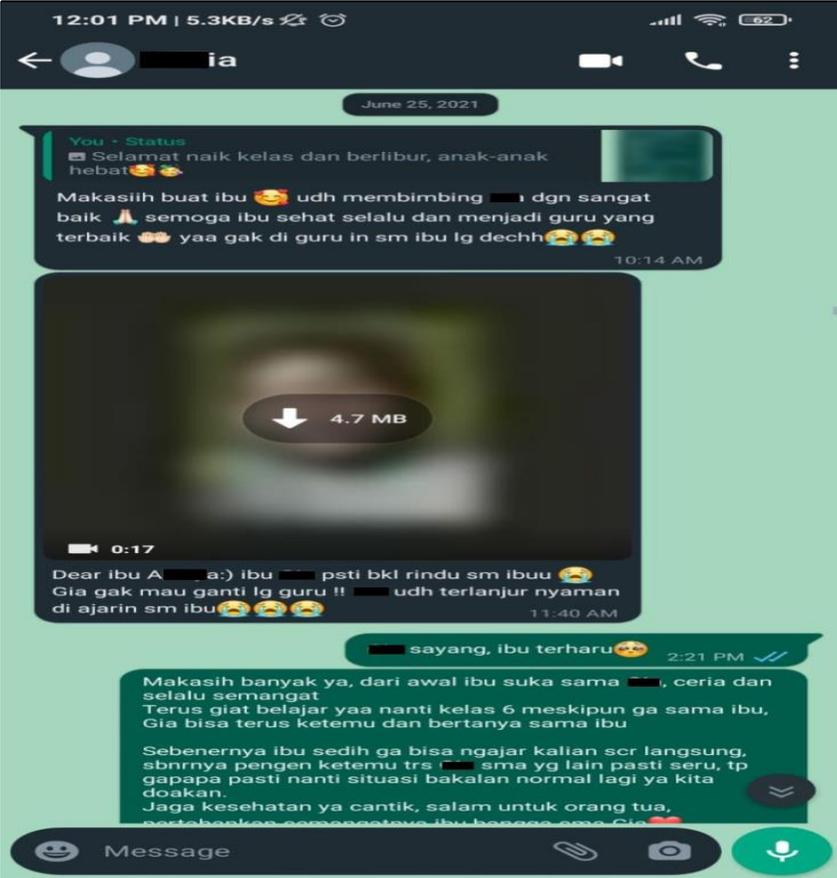 12:01 PM | 5.3KB/s
62
ia
June 25, 2021
You • Status
Selamat naik kelas dan berlibur, anak-anak
hebat🥰
Makasiih buat ibu 🥰 udh membimbing dgn sangat
baik 🙏🏻 semoga ibu sehat selalu dan menjadi guru yang
terbaik 🤲🏻 yaa gak di guru in sm ibu lg dechh😭😭
10:14 AM
4.7 MB
0:17
Dear ibu A a:) ibu psti bkl rindu sm ibuu 😭
Gia gak mau ganti lg guru !! udh terlanjur nyaman
di ajarin sm ibu😭😭😭
11:40 AM
sayang, ibu terharu🥺
2:21 PM
Makasih banyak ya, dari awal ibu suka sama , ceria dan
selalu semangat
Terus giat belajar yaa nanti kelas 6 meskipun ga sama ibu,
Gia bisa terus ketemu dan bertanya sama ibu
Sebenernya ibu sedih ga bisa ngajar kalian scr langsung,
sbnrnya pengen ketemu trs sma yg lain pasti seru, tp
gapapa pasti nanti situasi bakalan normal lagi ya kita
doakan.
Jaga kesehatan ya cantik, salam untuk orang tua,
Message